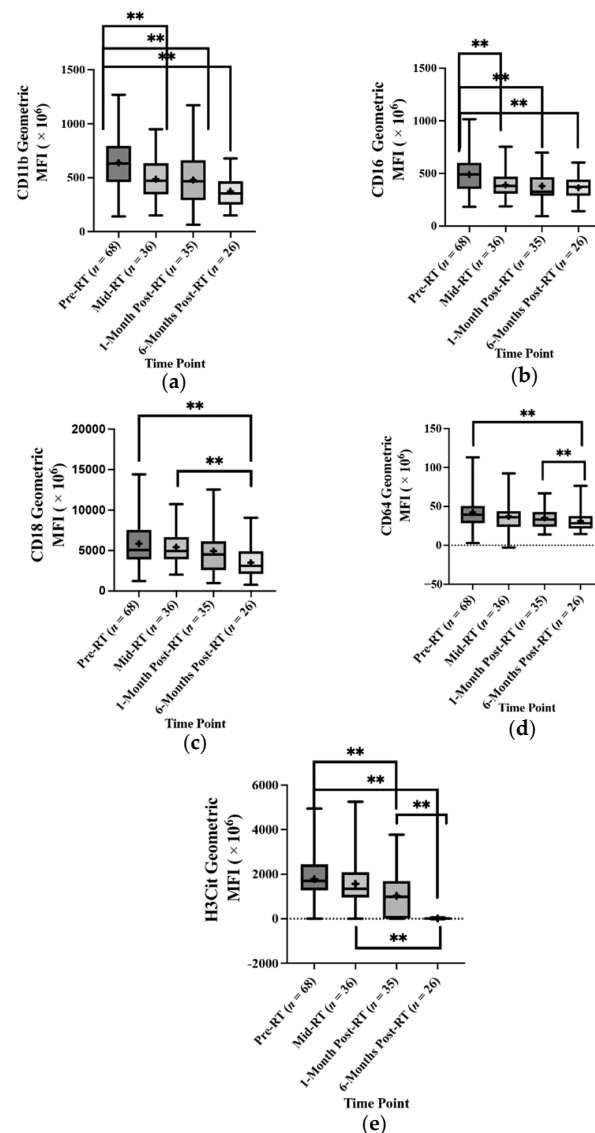 **
**
**
CD11b Geometric
MFI ( × 10⁶)
1500
1000
500
0
Pre-RT (n = 68)
Mid-RT (n = 36)
1-Month Post-RT (n = 35)
6-Months Post-RT (n = 26)
Time Point
(a)
**
**
**
CD16 Geometric
MFI ( × 10⁶)
1500
1000
500
0
Pre-RT (n = 68)
Mid-RT (n = 36)
1-Month Post-RT (n = 35)
6-Months Post-RT (n = 26)
Time Point
(b)
**
**
CD18 Geometric
MFI ( × 10⁶)
20000
15000
10000
5000
0
Pre-RT (n = 68)
Mid-RT (n = 36)
1-Month Post-RT (n = 35)
6-Months Post-RT (n = 26)
Time Point
(c)
**
**
CD64 Geometric
MFI ( × 10⁶)
150
100
50
0
−50
Pre-RT (n = 68)
Mid-RT (n = 36)
1-Month Post-RT (n = 35)
6-Months Post-RT (n = 26)
Time Point
(d)
**
**
**
**
H3Cit Geometric
MFI ( × 10⁶)
6000
4000
2000
0
-2000
Pre-RT (n = 68)
Mid-RT (n = 36)
1-Month Post-RT (n = 35)
6-Months Post-RT (n = 26)
Time Point
(e)